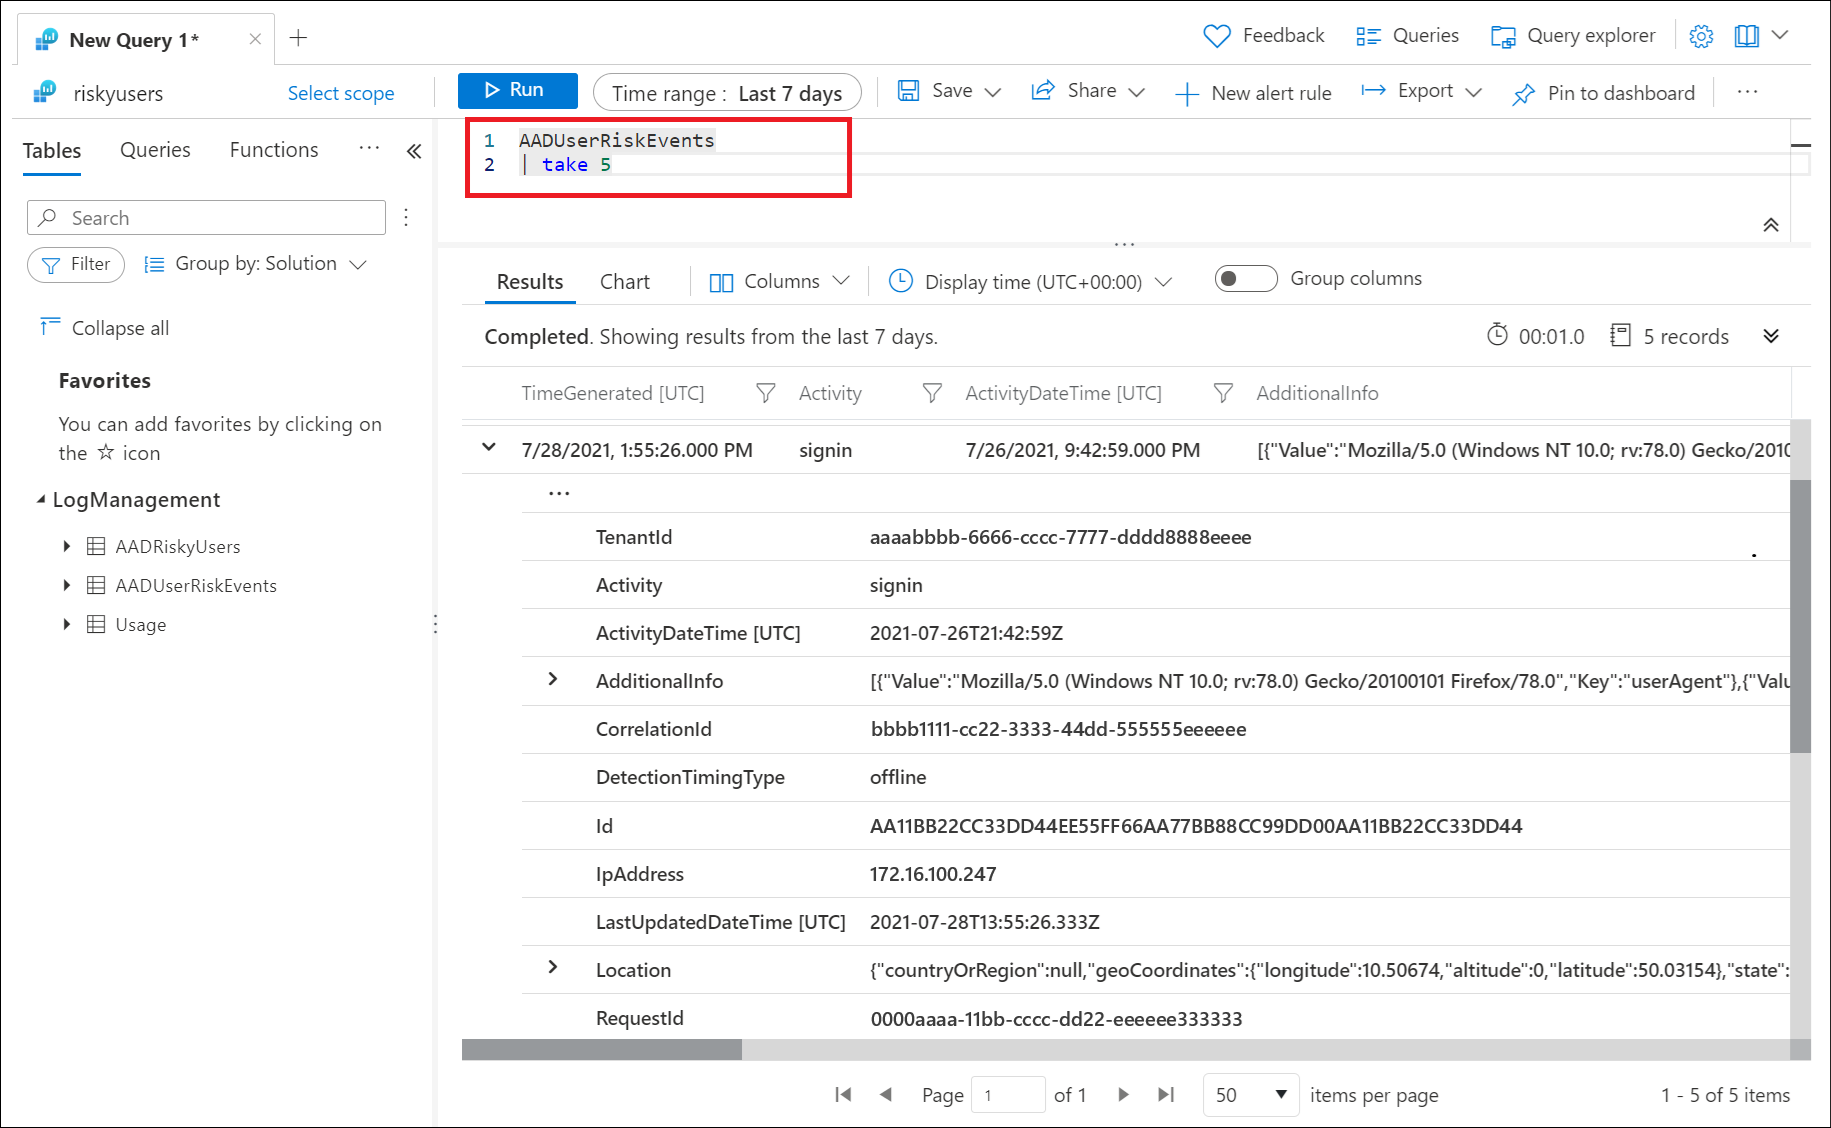 New Query 1*
Feedback
Queries
Query explorer
riskyusers
Select scope
Run
Time range : Last 7 days
Save
Share
New alert rule
Export
Pin to dashboard
Tables
Queries
Functions
1 AADUserRiskEvents
2 | take 5
Search
Filter
Group by: Solution
Collapse all
Favorites
You can add favorites by clicking on
the ☆ icon
LogManagement
AADRiskyUsers
AADUserRiskEvents
Usage
Results
Chart
Columns
Display time (UTC+00:00)
Group columns
Completed. Showing results from the last 7 days.
00:01.0
5 records
TimeGenerated [UTC] Activity ActivityDateTime [UTC] AdditionalInfo
7/28/2021, 1:55:26.000 PM signin 7/26/2021, 9:42:59.000 PM [{"Value":"Mozilla/5.0 (Windows NT 10.0; rv:78.0) Gecko/2010
...
TenantId aaaabbbb-6666-cccc-7777-dddd8888eeee
Activity signin
ActivityDateTime [UTC] 2021-07-26T21:42:59Z
AdditionalInfo [{"Value":"Mozilla/5.0 (Windows NT 10.0; rv:78.0) Gecko/20100101 Firefox/78.0","Key":"userAgent"},{"Valu
CorrelationId bbbb1111-cc22-3333-44dd-555555eeeeee
DetectionTimingType offline
Id AA11BB22CC33DD44EE55FF66AA77BB88CC99DD00AA11BB22CC33DD44
IpAddress 172.16.100.247
LastUpdatedDateTime [UTC] 2021-07-28T13:55:26.333Z
Location {"countryOrRegion":null,"geoCoordinates":{"longitude":10.50674,"altitude":0,"latitude":50.03154},"state":
RequestId 0000aaaa-11bb-cccc-dd22-eeeeee333333
Page 1 of 1
50 items per page
1 - 5 of 5 items